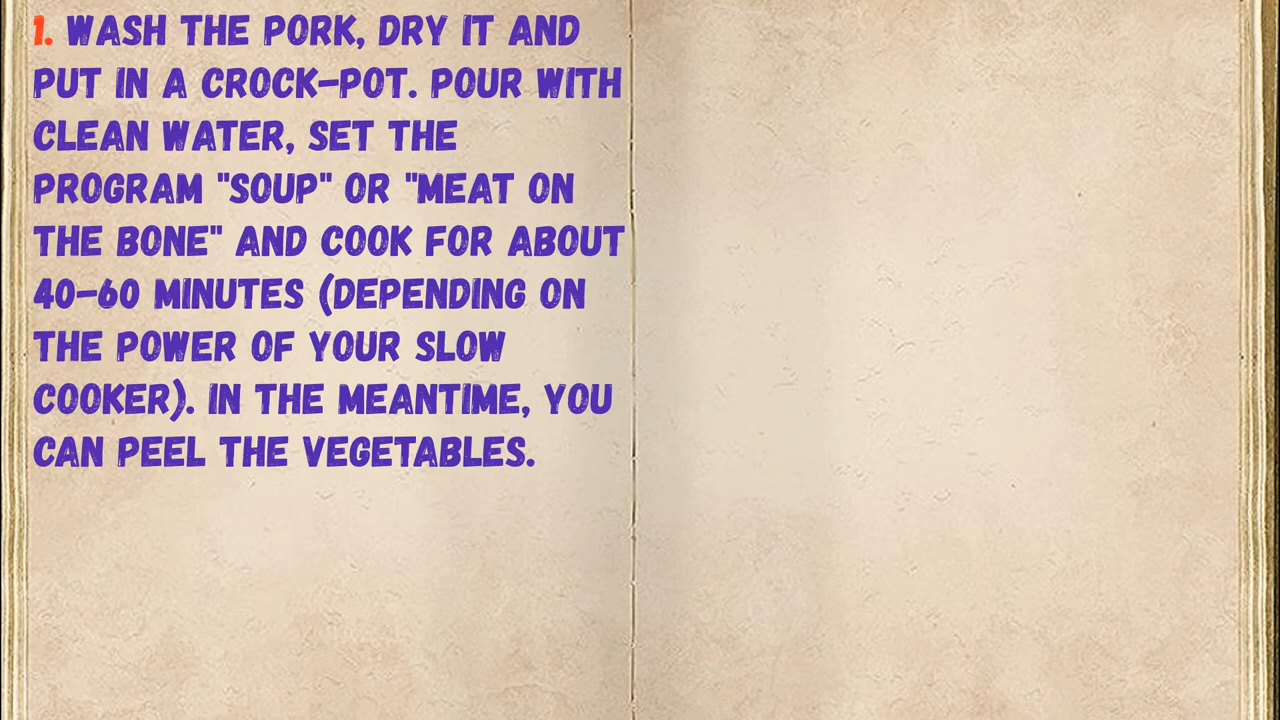 1. WASH THE PORK, DRY IT AND
PUT IN A CROCK-POT. POUR WITH
CLEAN WATER, SET THE
PROGRAM "SOUP" OR "MEAT ON
THE BONE" AND COOK FOR ABOUT
40-60 MINUTES (DEPENDING ON
THE POWER OF YOUR SLOW
COOKER). IN THE MEANTIME, YOU
CAN PEEL THE VEGETABLES.